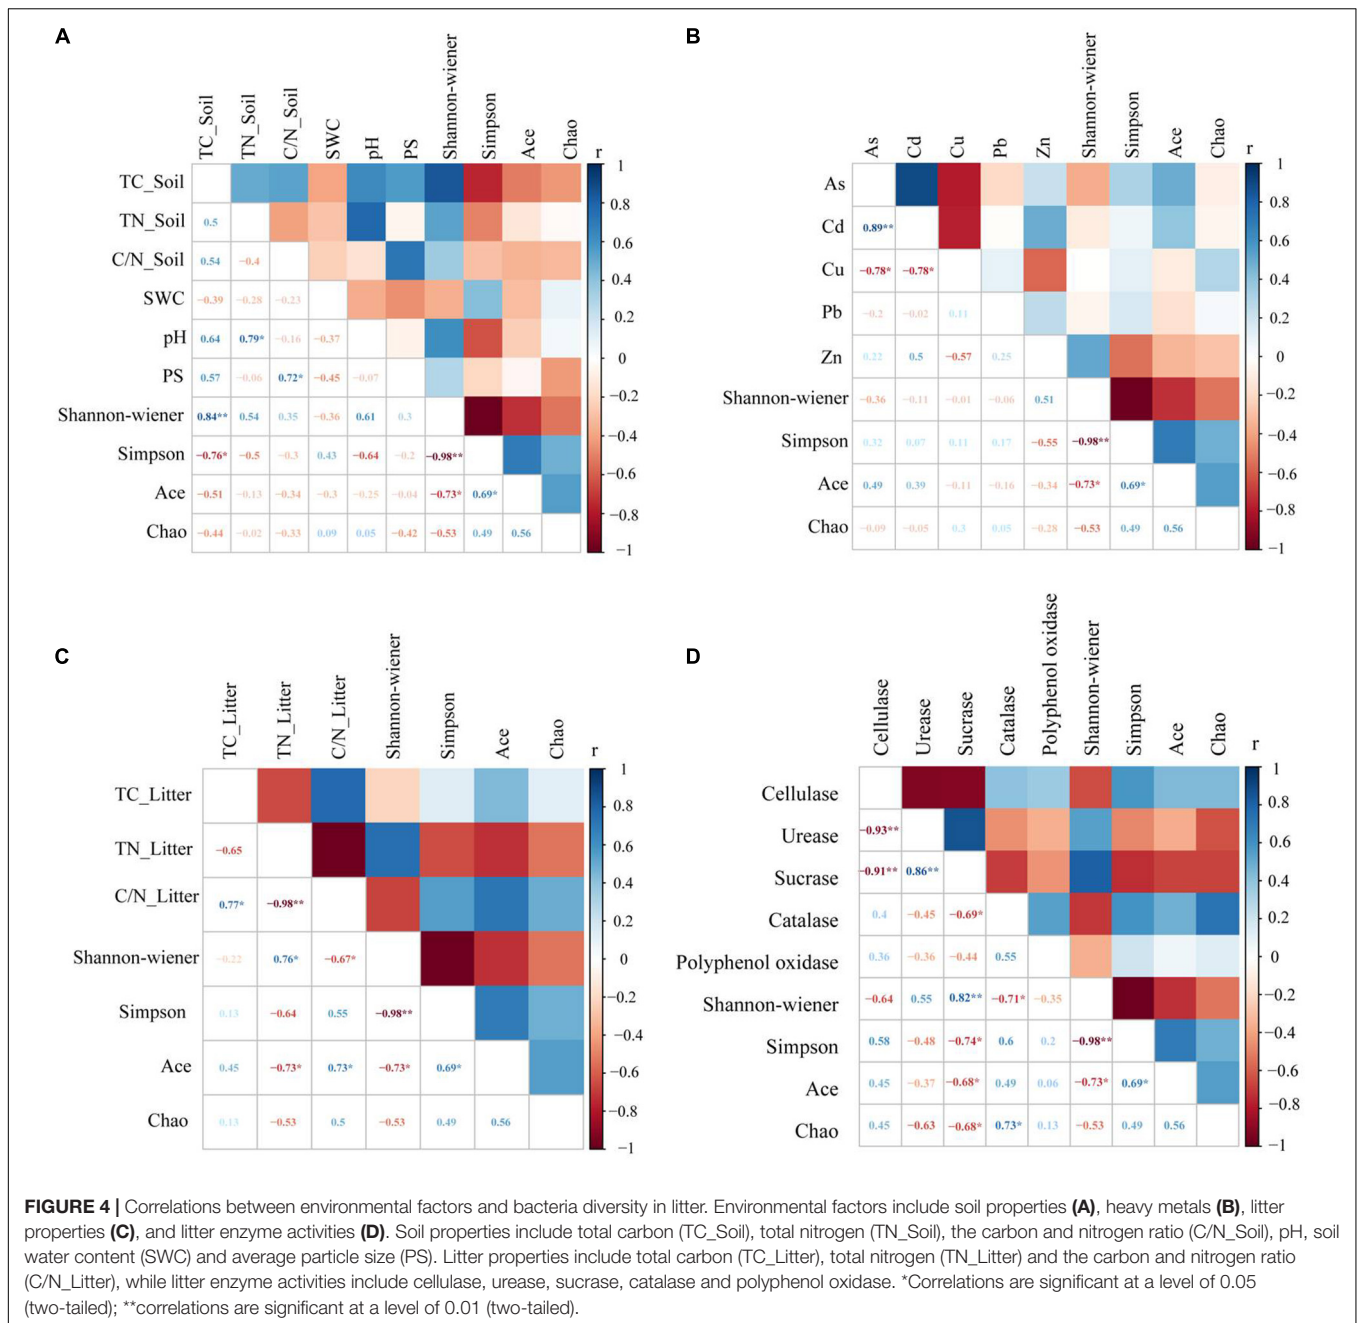 A
TC_Soil TN_Soil C/N_Soil SWC pH PS Shannon-wiener Simpson Ace Chao r
TC_Soil
TN_Soil 0.5
C/N_Soil 0.54 −0.4
SWC −0.39 −0.28 −0.23
pH 0.64 0.79* −0.16 −0.37
PS 0.57 −0.06 0.72* −0.45 −0.07
Shannon-wiener 0.84** 0.54 0.35 −0.36 0.61 0.3
Simpson −0.76* −0.5 −0.3 0.43 −0.64 −0.2 −0.98**
Ace −0.51 −0.13 −0.34 −0.3 −0.25 −0.04 −0.73* 0.69*
Chao −0.44 −0.02 −0.33 0.09 0.05 −0.42 −0.53 0.49 0.56
1
0.8
0.6
0.4
0.2
0
−0.2
−0.4
−0.6
−0.8
−1
B
As Cd Cu Pb Zn Shannon-wiener Simpson Ace Chao r
As
Cd 0.89**
Cu −0.78* −0.78*
Pb −0.2 −0.02 0.11
Zn 0.22 0.5 −0.57 0.25
Shannon-wiener −0.36 −0.11 −0.01 −0.06 0.51
Simpson 0.32 0.07 0.11 0.17 −0.55 −0.98**
Ace 0.49 0.39 −0.11 −0.16 −0.34 −0.73* 0.69*
Chao −0.09 −0.05 0.3 0.05 −0.28 −0.53 0.49 0.56
1
0.8
0.6
0.4
0.2
0
−0.2
−0.4
−0.6
−0.8
−1
C
TC_Litter TN_Litter C/N_Litter Shannon-wiener Simpson Ace Chao r
TC_Litter
TN_Litter −0.65
C/N_Litter 0.77* −0.98**
Shannon-wiener −0.22 0.76* −0.67*
Simpson 0.13 −0.64 0.55 −0.98**
Ace 0.45 −0.73* 0.73* −0.73* 0.69*
Chao 0.13 −0.53 0.5 −0.53 0.49 0.56
1
0.8
0.6
0.4
0.2
0
−0.2
−0.4
−0.6
−0.8
−1
D
Cellulase Urease Sucrase Catalase Polyphenol oxidase Shannon-wiener Simpson Ace Chao r
Cellulase
Urease −0.93**
Sucrase −0.91** 0.86**
Catalase 0.4 −0.45 −0.69*
Polyphenol oxidase 0.36 −0.36 −0.44 0.55
Shannon-wiener −0.64 0.55 0.82** −0.71* −0.35
Simpson 0.58 −0.48 −0.74* 0.6 0.2 −0.98**
Ace 0.45 −0.37 −0.68* 0.49 0.06 −0.73* 0.69*
Chao 0.45 −0.63 −0.68* 0.73* 0.13 −0.53 0.49 0.56
1
0.8
0.6
0.4
0.2
0
−0.2
−0.4
−0.6
−0.8
−1
FIGURE 4 | Correlations between environmental factors and bacteria diversity in litter. Environmental factors include soil properties (A), heavy metals (B), litter
properties (C), and litter enzyme activities (D). Soil properties include total carbon (TC_Soil), total nitrogen (TN_Soil), the carbon and nitrogen ratio (C/N_Soil), pH, soil
water content (SWC) and average particle size (PS). Litter properties include total carbon (TC_Litter), total nitrogen (TN_Litter) and the carbon and nitrogen ratio
(C/N_Litter), while litter enzyme activities include cellulase, urease, sucrase, catalase and polyphenol oxidase. *Correlations are significant at a level of 0.05
(two-tailed); **correlations are significant at a level of 0.01 (two-tailed).